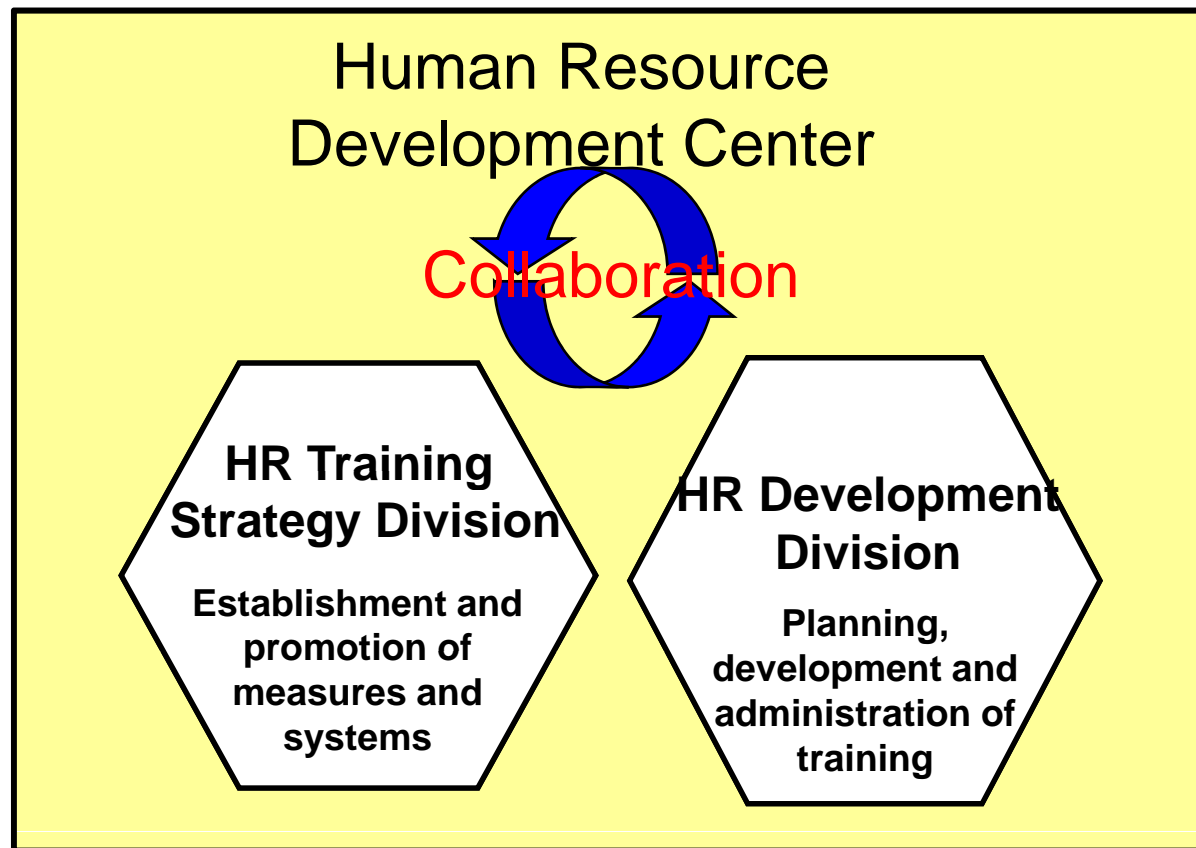 Human Resource
Development Center
Collaboration
HR Training
Strategy Division
Establishment and
promotion of
measures and
systems
HR Development
Division
Planning,
development and
administration of
training